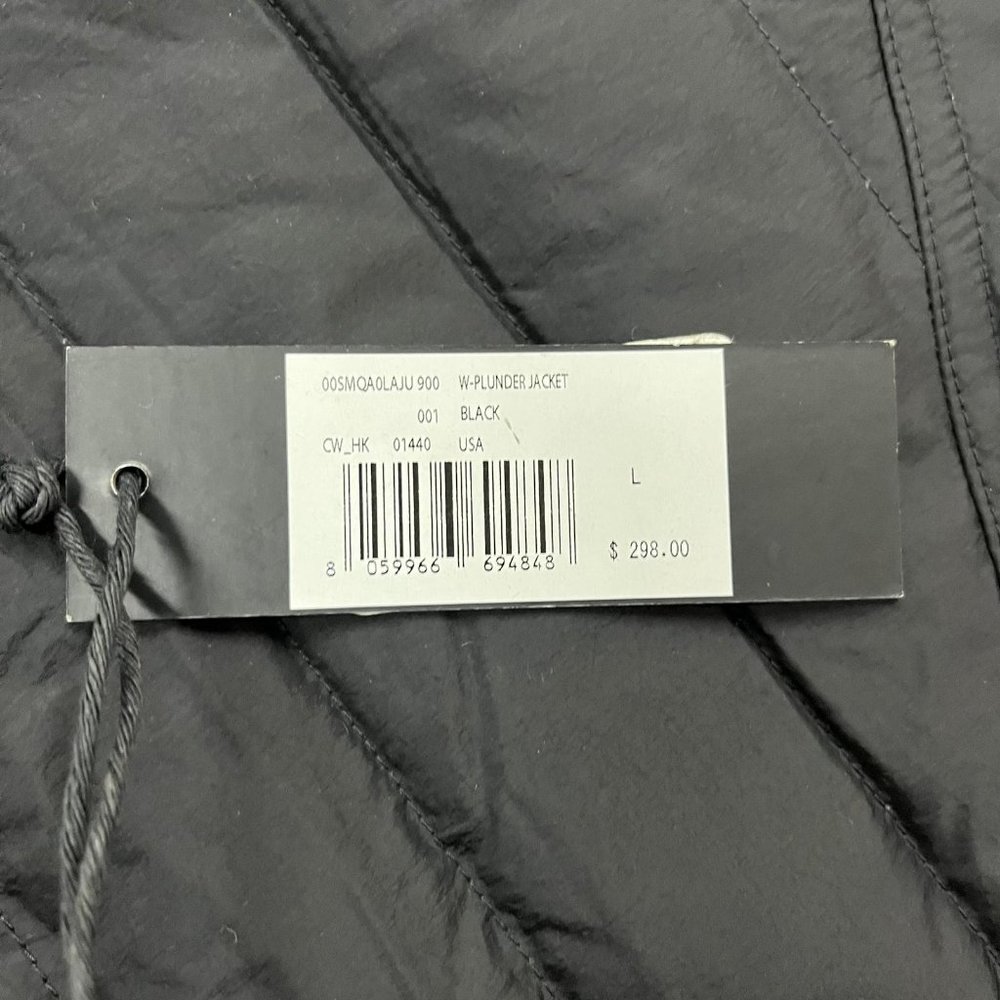 00SMQA0LAJU 900 W-PLUNDER JACKET
001 BLACK
CW_HK 01440 USA
L
$ 298.00
8 059966 694848